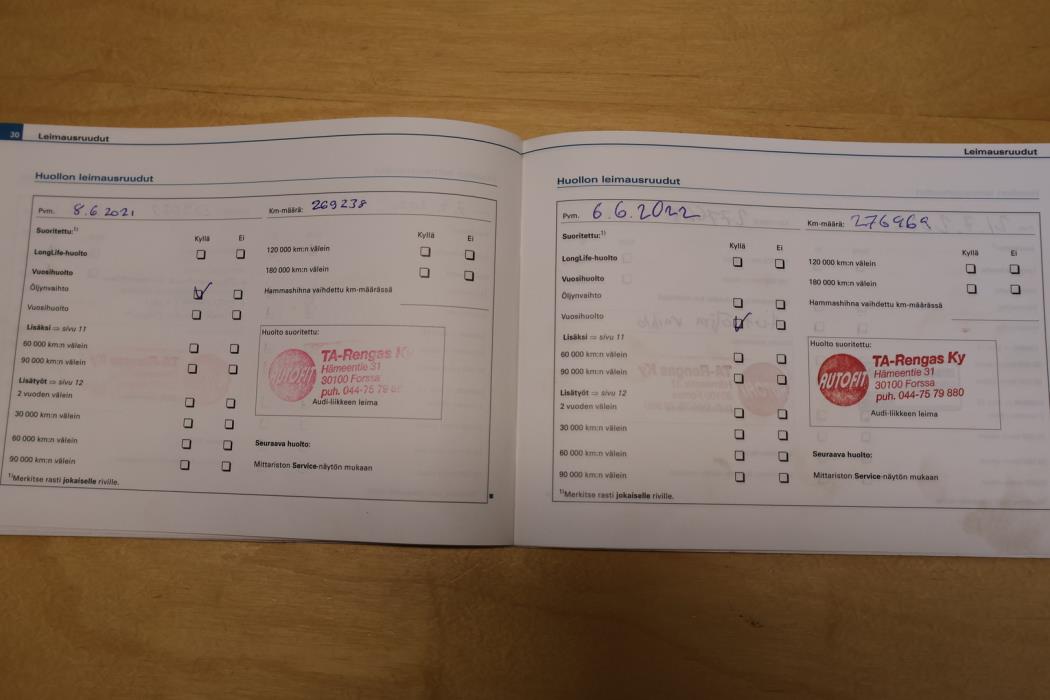 30 Leimausruudut
Huollon leimausruudut
Pvm. 8.6.2021
Km-määrä: 269238
Suoritettu:¹⁾
Kyllä Ei
LongLife-huolto
Vuosihuolto
Öljynvaihto
Vuosihuolto
Lisäksi ⇒ sivu 11
60 000 km:n välein
90 000 km:n välein
Lisätyöt ⇒ sivu 12
2 vuoden välein
30 000 km:n välein
60 000 km:n välein
90 000 km:n välein
¹⁾Merkitse rasti jokaiselle riville.
Kyllä Ei
120 000 km:n välein
180 000 km:n välein
Hammashihna vaihdettu km-määrässä
Huolto suoritettu:
AUTOFIT
TA-Rengas Ky
Hämeentie 31
30100 Forssa
puh. 044-75 79 8
Audi-liikkeen leima
Seuraava huolto:
Mittariston Service-näytön mukaan
Leimausruudut
Huollon leimausruudut
Pvm. 6.6.2022
Km-määrä: 276969
Suoritettu:¹⁾
Kyllä Ei
LongLife-huolto
Vuosihuolto
Öljynvaihto
Vuosihuolto
Lisäksi ⇒ sivu 11
60 000 km:n välein
90 000 km:n välein
Lisätyöt ⇒ sivu 12
2 vuoden välein
30 000 km:n välein
60 000 km:n välein
90 000 km:n välein
¹⁾Merkitse rasti jokaiselle riville.
Kyllä Ei
120 000 km:n välein
180 000 km:n välein
Hammashihna vaihdettu km-määrässä
Huolto suoritettu:
AUTOFIT
TA-Rengas Ky
Hämeentie 31
30100 Forssa
puh. 044-75 79 880
Audi-liikkeen leima
Seuraava huolto:
Mittariston Service-näytön mukaan